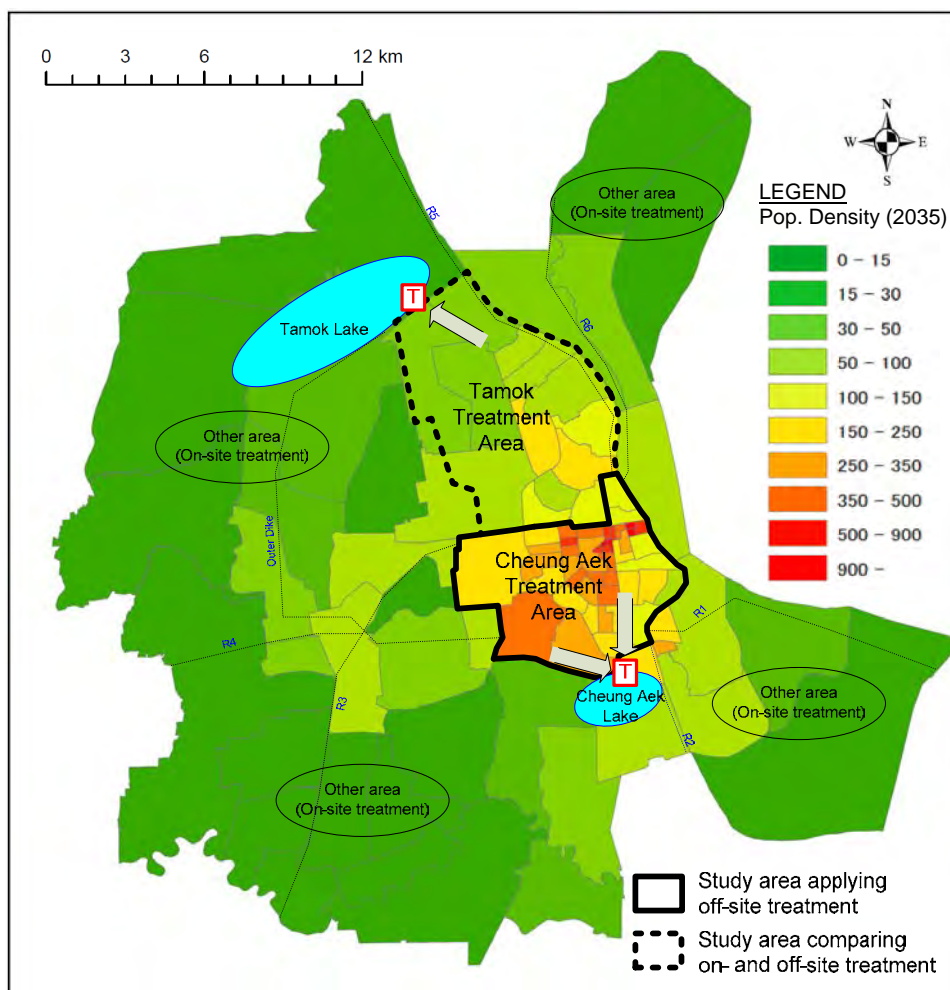 0 3 6 12 km
N
W E
S
LEGEND
Pop. Density (2035)
0 – 15
15 – 30
30 – 50
50 – 100
100 – 150
150 – 250
250 – 350
350 – 500
500 – 900
900 –
Other area
(On-site treatment)
R5
T
Tamok Lake
R6
Tamok
Treatment
Area
Other area
(On-site treatment)
Outer Dike
Cheung Aek
Treatment
Area
R1
R4
T
Cheung Aek
Lake
R3
R2
Other area
(On-site treatment)
Other area
(On-site treatment)
Study area applying
off-site treatment
Study area comparing
on- and off-site treatment